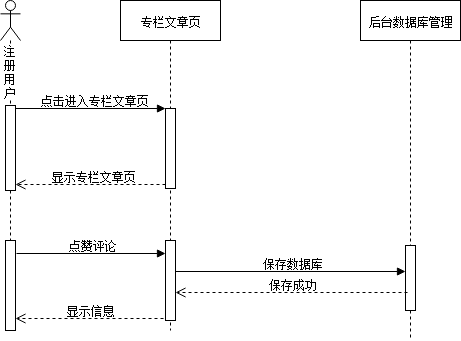 专栏文章页
后台数据库管理
注册用户
点击进入专栏文章页
显示专栏文章页
点赞评论
保存数据库
保存成功
显示信息